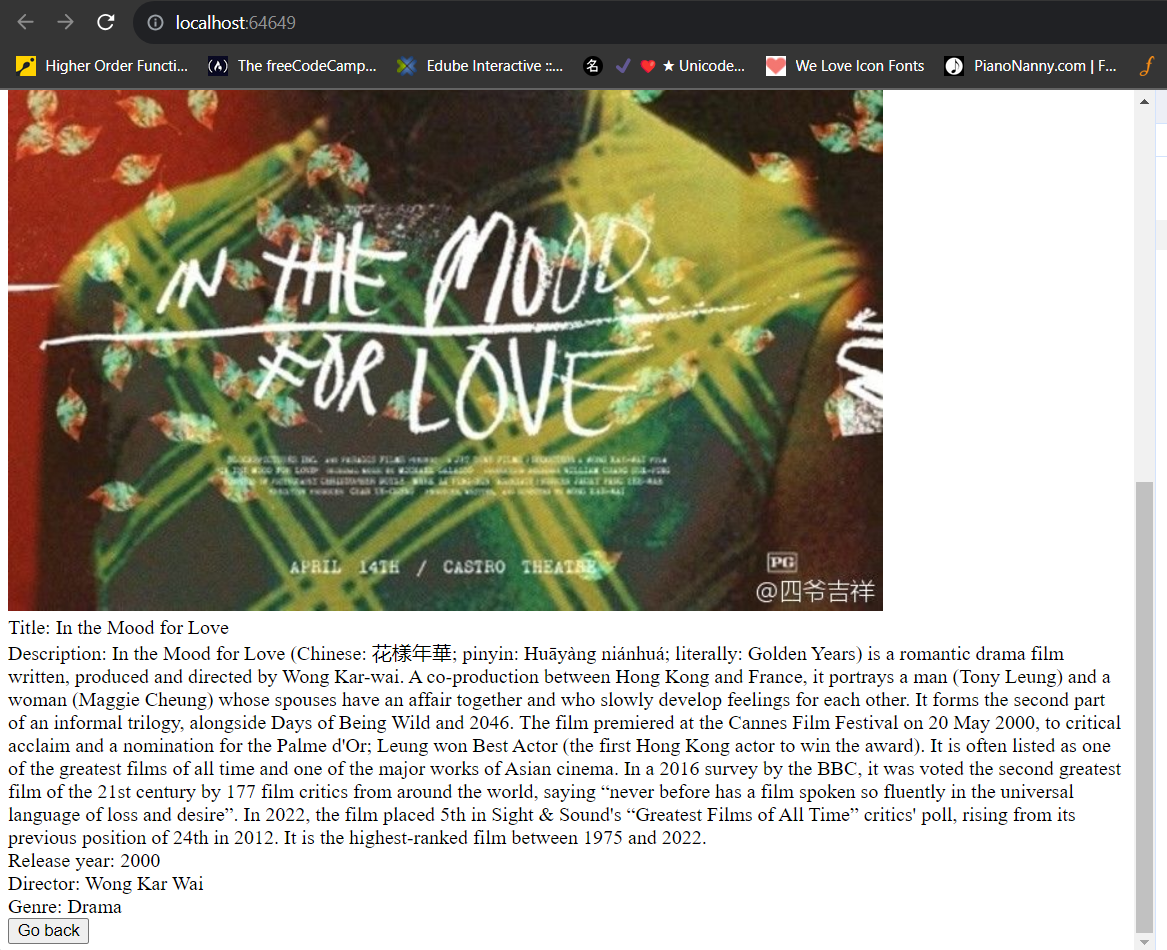 localhost:64649
Higher Order Functi... The freeCodeCamp... Edube Interactive ::... 名 ★ Unicode... We Love Icon Fonts PianoNanny.com | F...
IN THE MOOD
FOR LOVE
APRIL 14TH / CASTRO THEATRE
PG
@四爷吉祥
Title: In the Mood for Love
Description: In the Mood for Love (Chinese: 花樣年華; pinyin: Huāyàng niánhuá; literally: Golden Years) is a romantic drama film
written, produced and directed by Wong Kar-wai. A co-production between Hong Kong and France, it portrays a man (Tony Leung) and a
woman (Maggie Cheung) whose spouses have an affair together and who slowly develop feelings for each other. It forms the second part
of an informal trilogy, alongside Days of Being Wild and 2046. The film premiered at the Cannes Film Festival on 20 May 2000, to critical
acclaim and a nomination for the Palme d'Or; Leung won Best Actor (the first Hong Kong actor to win the award). It is often listed as one
of the greatest films of all time and one of the major works of Asian cinema. In a 2016 survey by the BBC, it was voted the second greatest
film of the 21st century by 177 film critics from around the world, saying “never before has a film spoken so fluently in the universal
language of loss and desire”. In 2022, the film placed 5th in Sight & Sound's “Greatest Films of All Time” critics' poll, rising from its
previous position of 24th in 2012. It is the highest-ranked film between 1975 and 2022.
Release year: 2000
Director: Wong Kar Wai
Genre: Drama
Go back